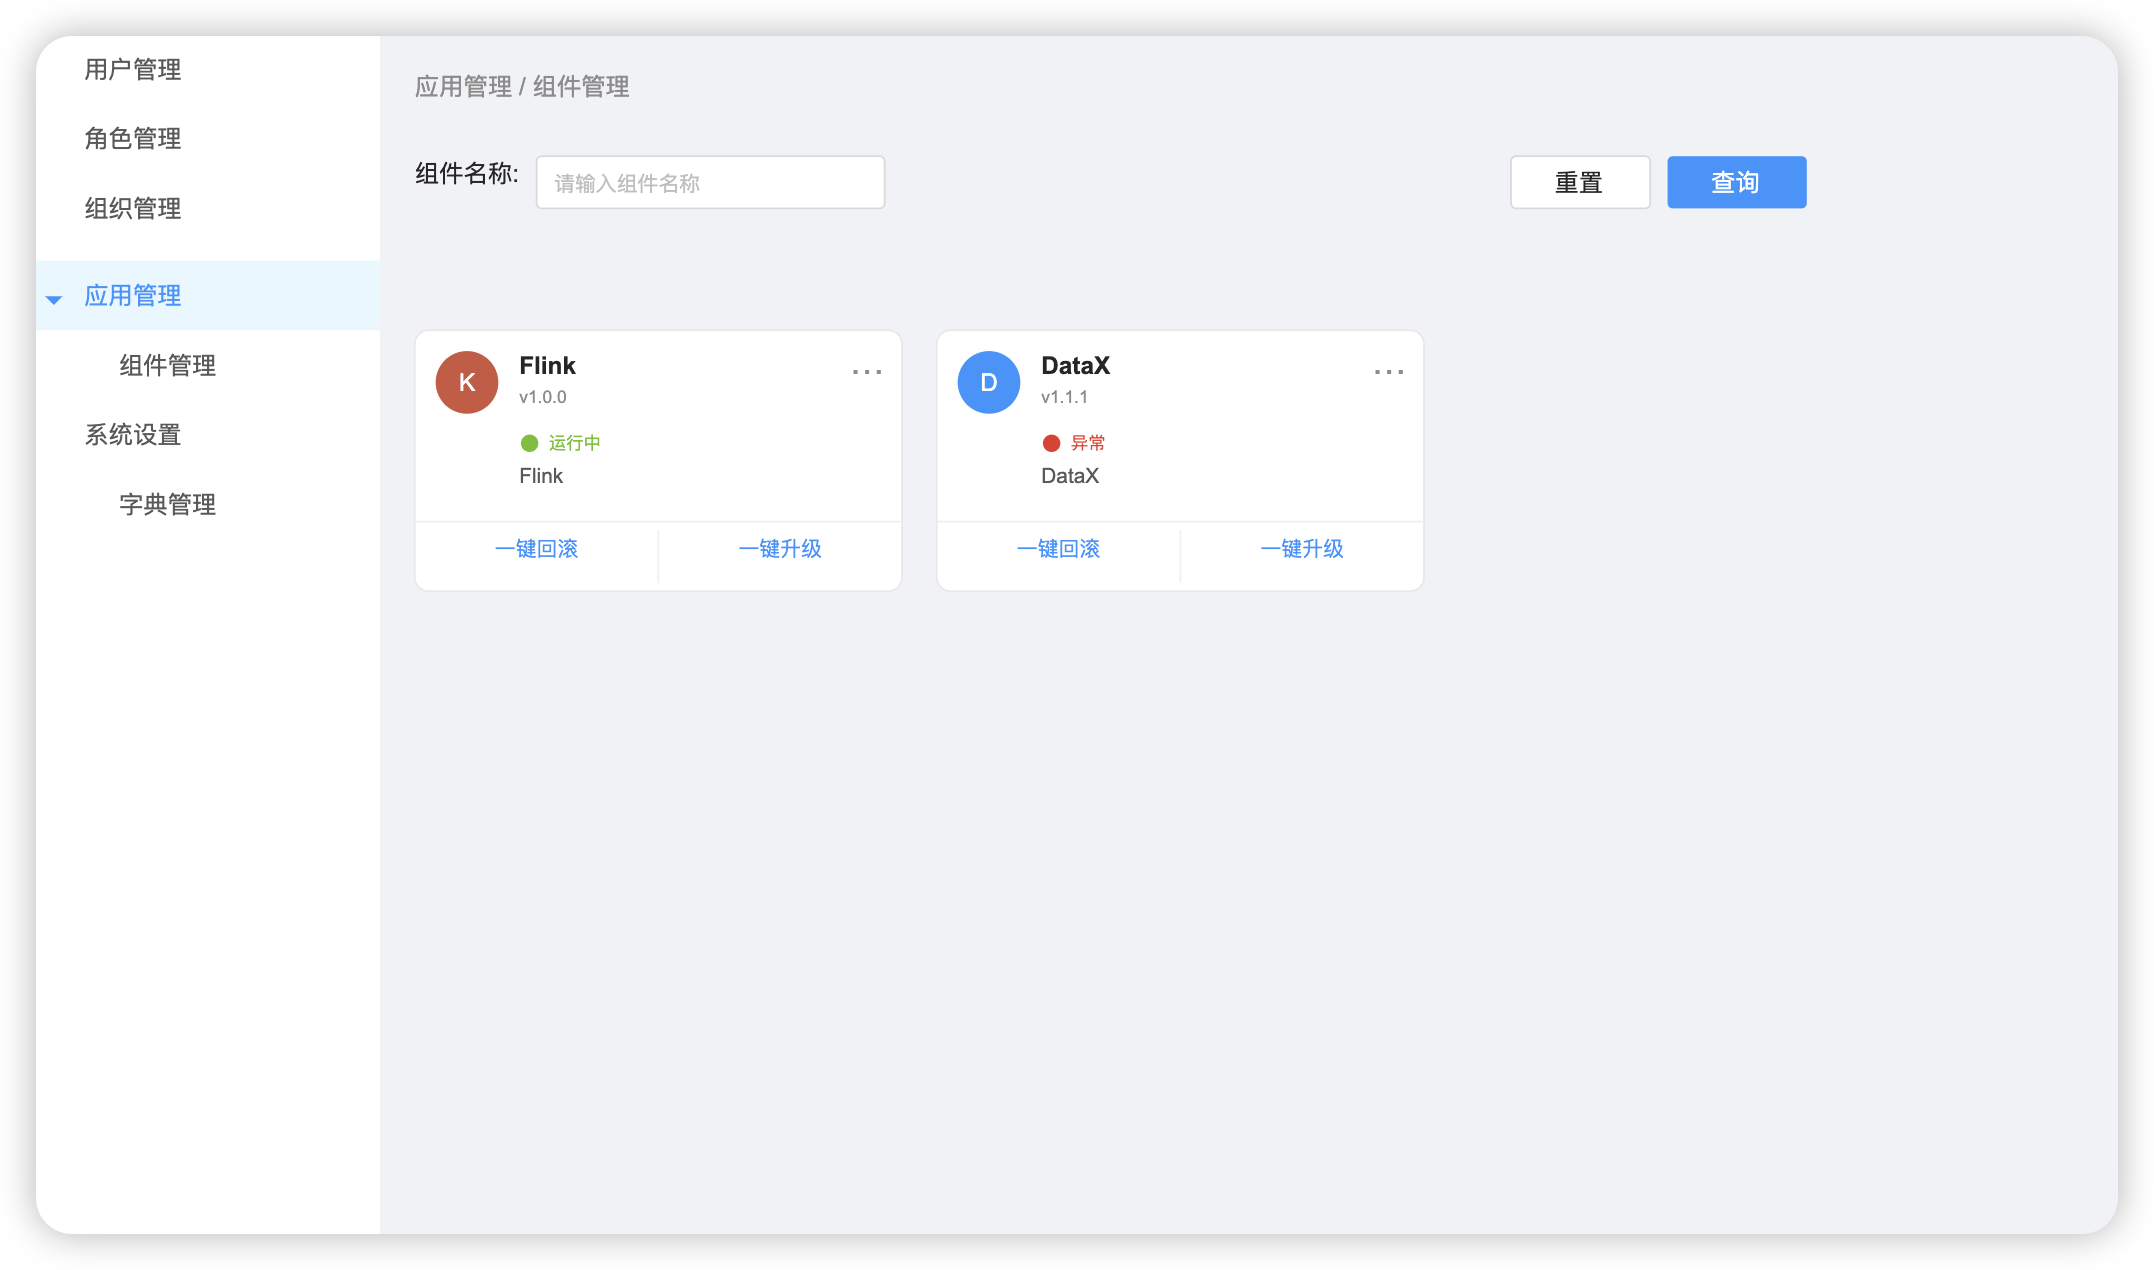 用户管理
角色管理
组织管理
应用管理
组件管理
系统设置
字典管理
应用管理 / 组件管理
组件名称:
请输入组件名称
重置
查询
K
Flink
v1.0.0
运行中
Flink
一键回滚
一键升级
D
DataX
v1.1.1
异常
DataX
一键回滚
一键升级